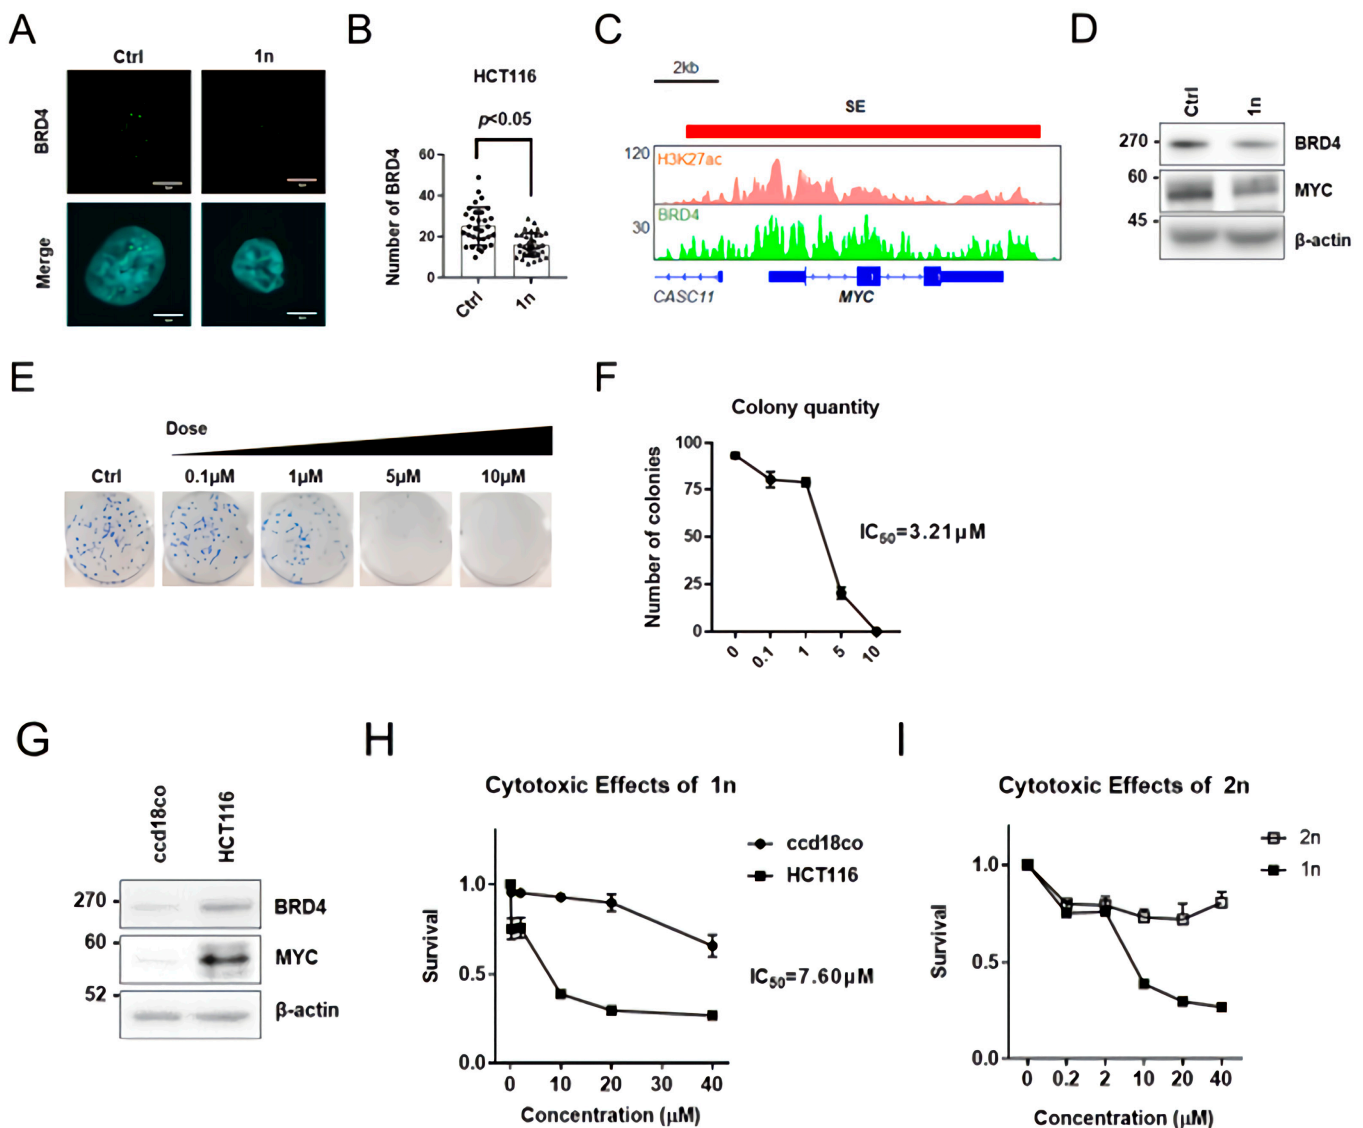 A
Ctrl
1n
BRD4
Merge
B
HCT116
p<0.05
Number of BRD4
60
40
20
0
Ctrl
1n
C
2kb
SE
120
H3K27ac
30
BRD4
CASC11
MYC
D
Ctrl
1n
270
BRD4
60
MYC
45
β-actin
E
Dose
Ctrl
0.1μM
1μM
5μM
10μM
F
Colony quantity
Number of colonies
100
75
50
25
0
IC50=3.21μM
0
0.1
1
5
10
G
ccd18co
HCT116
270
BRD4
60
MYC
52
β-actin
H
Cytotoxic Effects of 1n
ccd18co
HCT116
Survival
1.0
0.5
0.0
IC50=7.60μM
0 10 20 30 40
Concentration (μM)
I
Cytotoxic Effects of 2n
2n
1n
Survival
1.0
0.5
0.0
0 0.2 2 10 20 40
Concentration (μM)